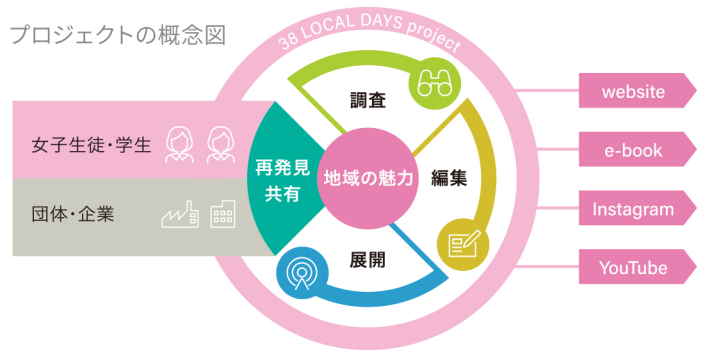 プロジェクトの概念図
38 LOCAL DAYS project
女子生徒・学生
団体・企業
再発見
共有
調査
地域の魅力
編集
展開
website
e-book
Instagram
YouTube